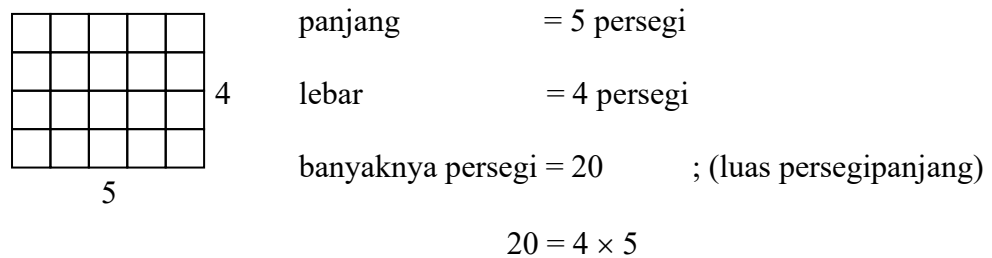 panjang = 5 persegi
4 lebar = 4 persegi
banyaknya persegi = 20 ; (luas persegipanjang)
5
20 = 4 × 5